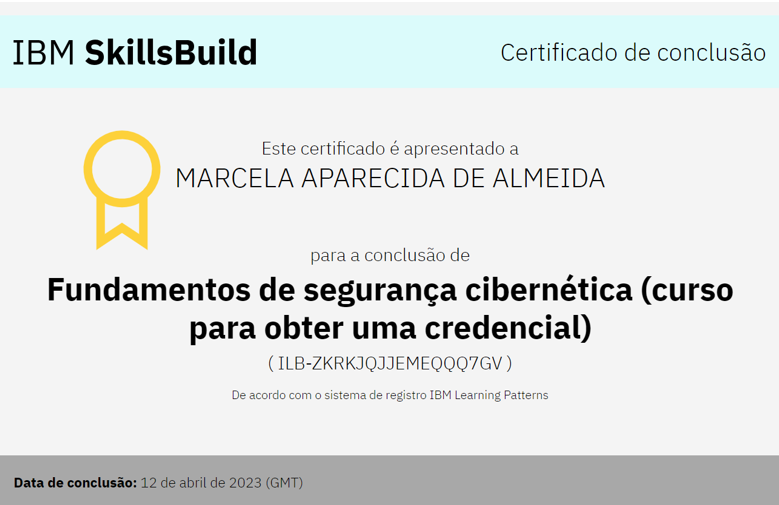 IBM SkillsBuild
Certificado de conclusão
Este certificado é apresentado a
MARCELA APARECIDA DE ALMEIDA
para a conclusão de
Fundamentos de segurança cibernética (curso
para obter uma credencial)
( ILB-ZKRKJQJJEMEQQQ7GV )
De acordo com o sistema de registro IBM Learning Patterns
Data de conclusão: 12 de abril de 2023 (GMT)